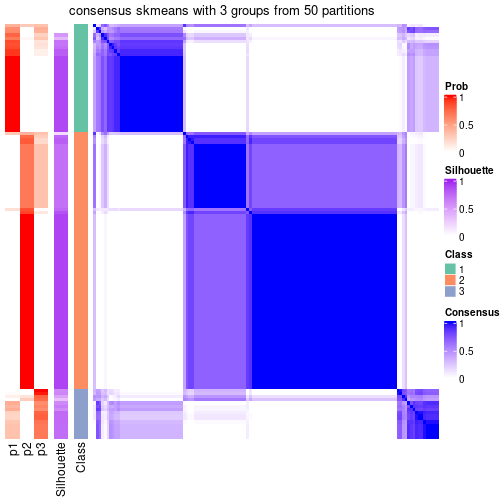 consensus skmeans with 3 groups from 50 partitions
Prob
1
0.5
0
Silhouette
1
0.5
0
Class
1
2
3
Consensus
1
0.5
0
p1
p2
p3
Silhouette
Class